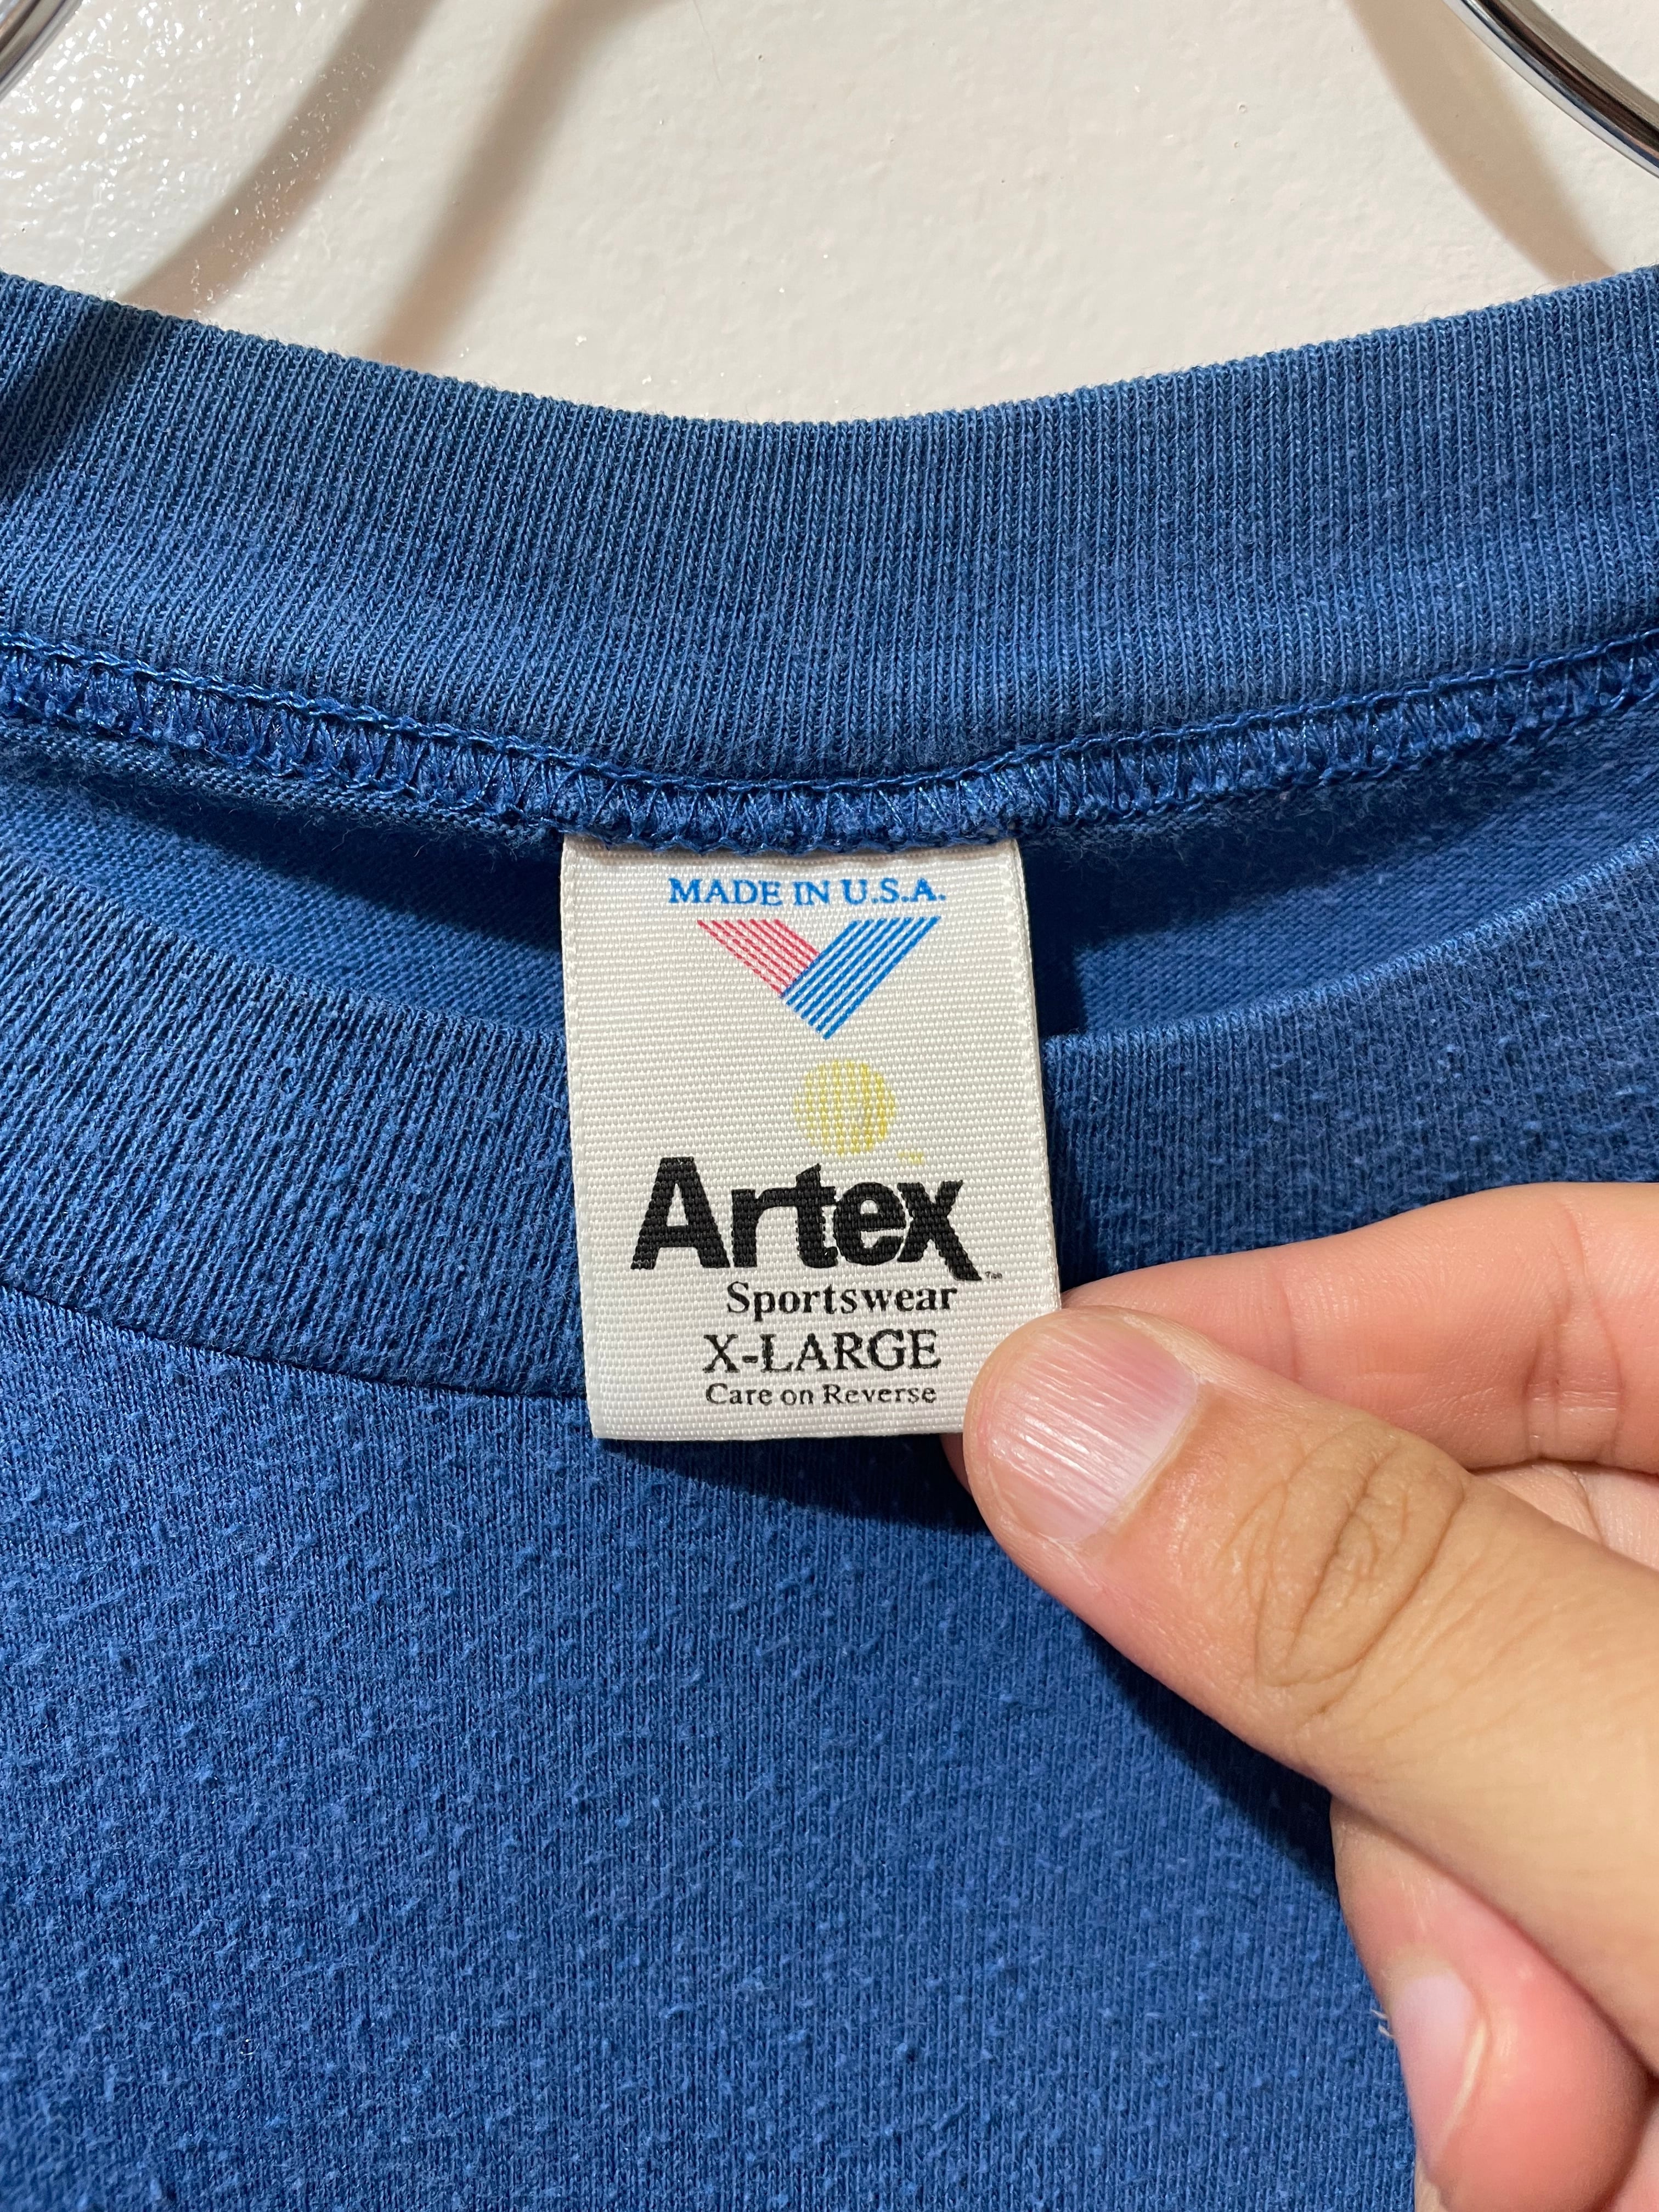 MADE IN U.S.A.
Artex
Sportswear
X-LARGE
Care on Reverse